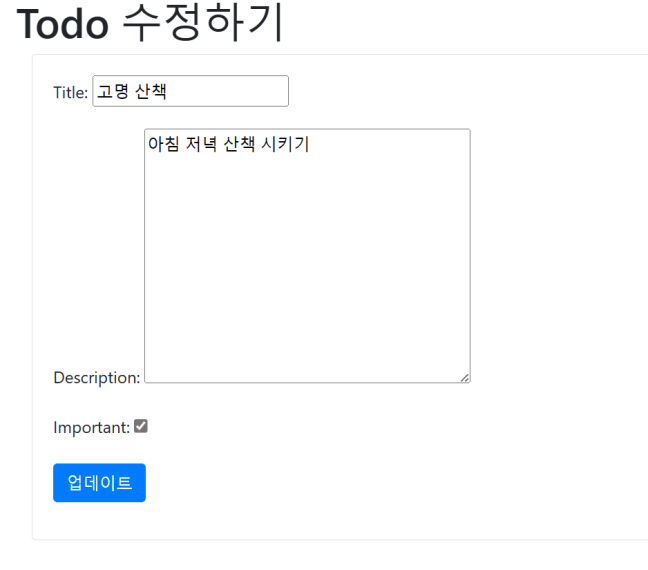 Todo 수정하기
Title: 고명 산책
아침 저녁 산책 시키기
Description:
Important:
업데이트